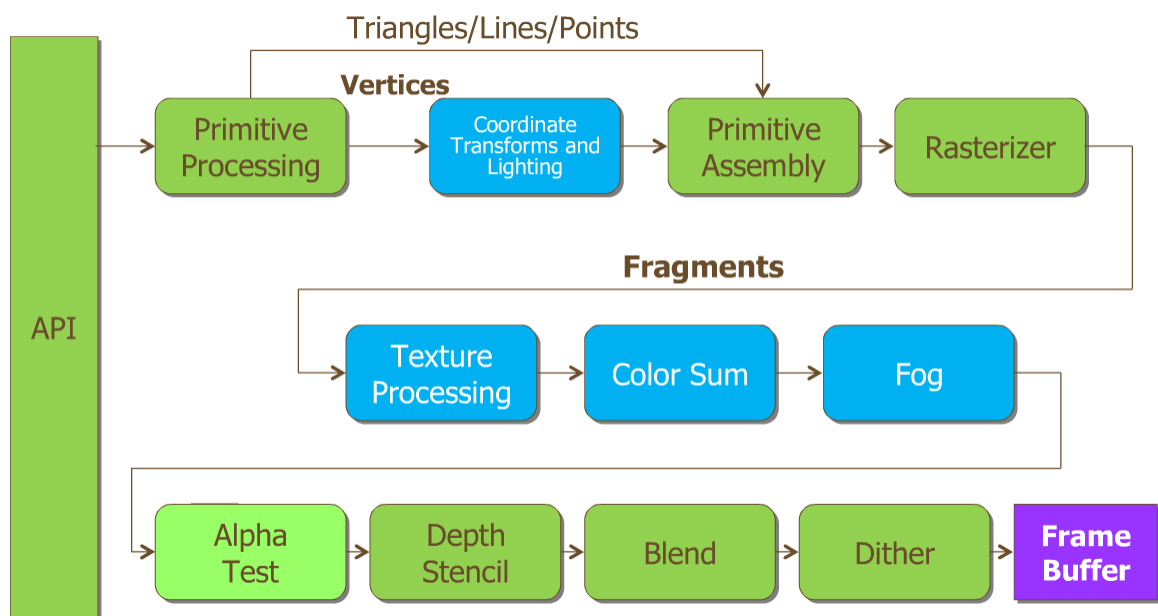 Triangles/Lines/Points
Vertices
Primitive
Processing
Coordinate
Transforms and
Lighting
Primitive
Assembly
Rasterizer
Fragments
API
Texture
Processing
Color Sum
Fog
Alpha
Test
Depth
Stencil
Blend
Dither
Frame
Buffer